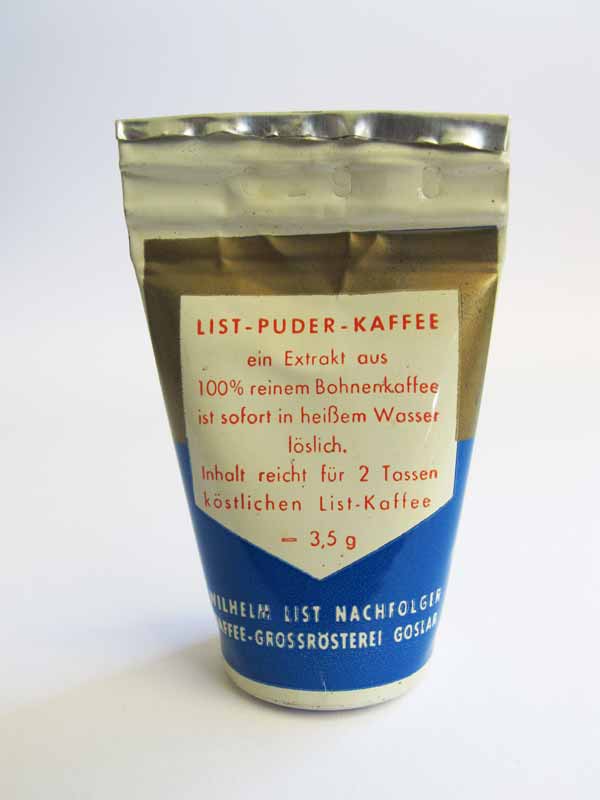 LIST-PUDER-KAFFEE
ein Extrakt aus
100% reinem Bohnenkaffee
ist sofort in heißem Wasser
löslich.
Inhalt reicht für 2 Tassen
köstlichen List-Kaffee
— 3,5 g
WILHELM LIST NACHFOLGER
KAFFEE-GROSSRÖSTEREI GOSLAR